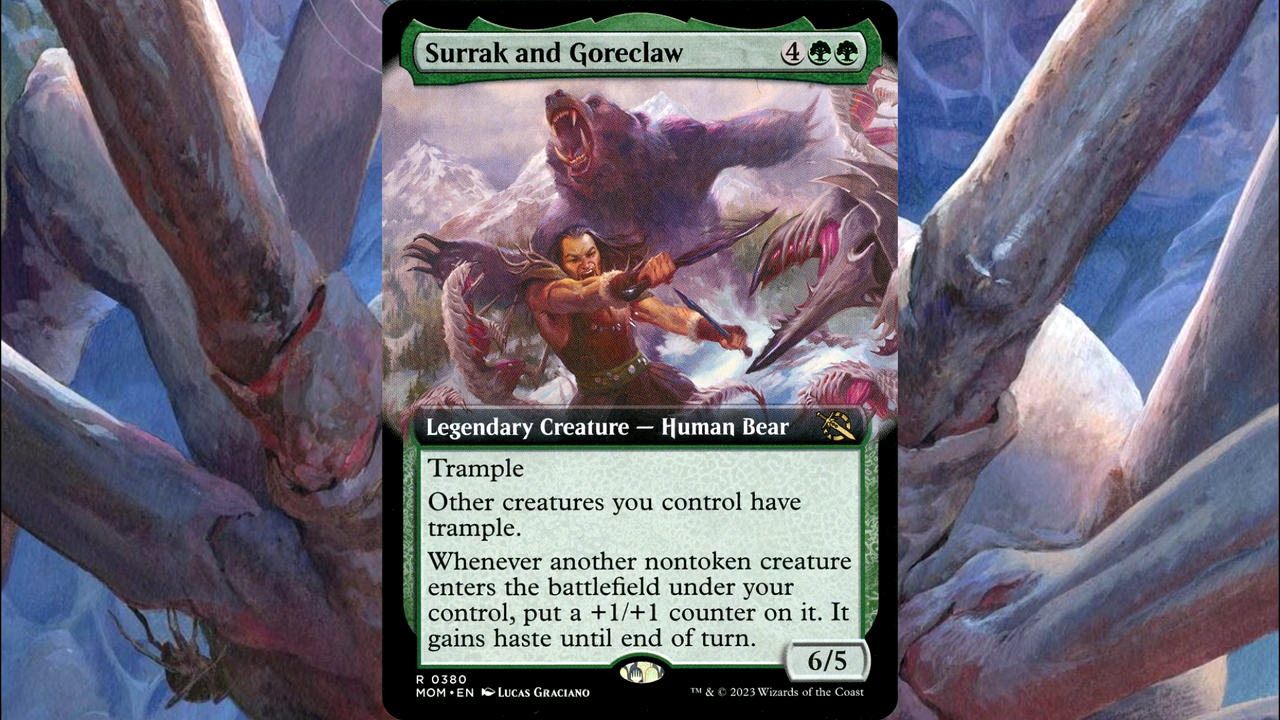 Surrak and Goreclaw 4
Legendary Creature — Human Bear
Trample
Other creatures you control have
trample.
Whenever another nontoken creature
enters the battlefield under your
control, put a +1/+1 counter on it. It
gains haste until end of turn.
6/5
R 0380
MOM • EN Lucas Graciano
™ & © 2023 Wizards of the Coast